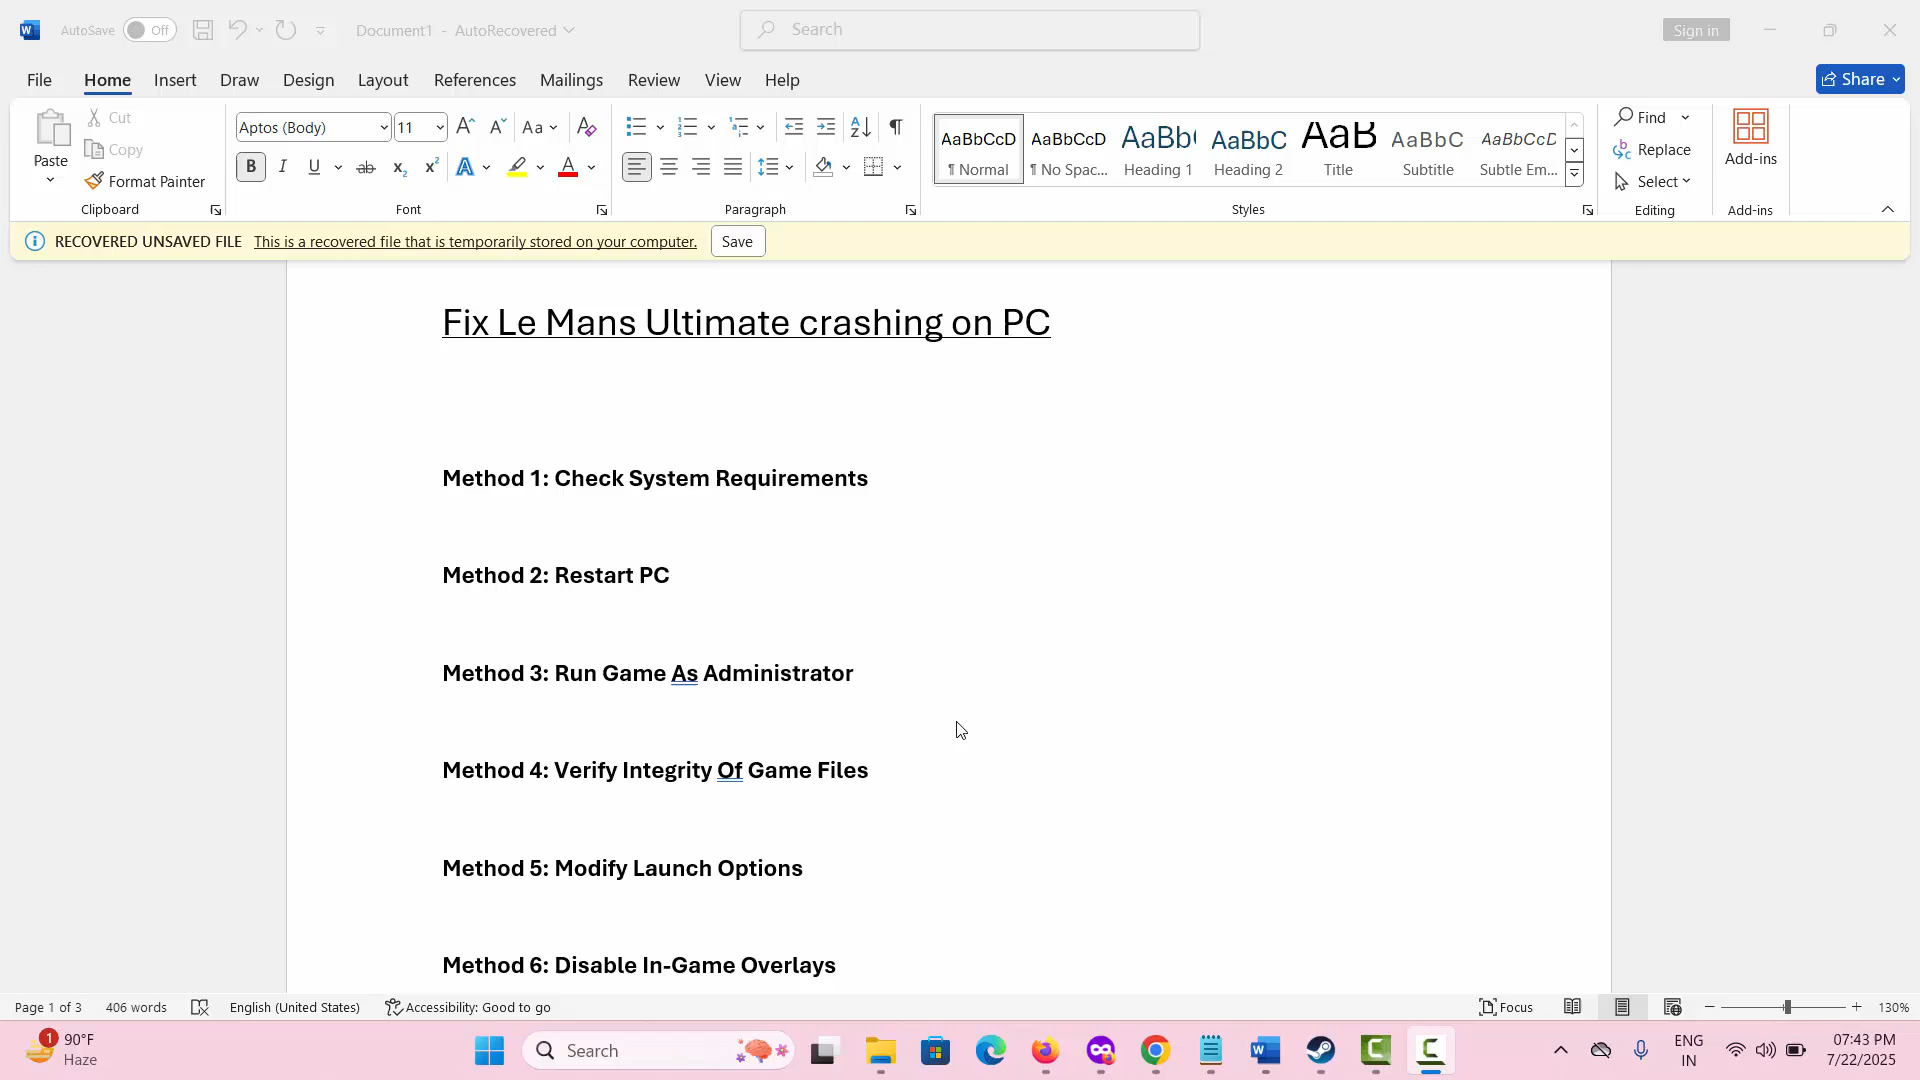 AutoSave Off Document1 - AutoRecovered Search Sign in
File Home Insert Draw Design Layout References Mailings Review View Help Share
Paste Cut Copy Format Painter Clipboard
Aptos (Body) 11 Aa Font
Paragraph
AaBbCcD AaBbCcD AaBb( AaBbC AaB AaBbC AaBbCcD
¶ Normal ¶ No Spac... Heading 1 Heading 2 Title Subtitle Subtle Em...
Styles
Find Replace Select Editing
Add-ins Add-ins
RECOVERED UNSAVED FILE This is a recovered file that is temporarily stored on your computer. Save
Fix Le Mans Ultimate crashing on PC
Method 1: Check System Requirements
Method 2: Restart PC
Method 3: Run Game As Administrator
Method 4: Verify Integrity Of Game Files
Method 5: Modify Launch Options
Method 6: Disable In-Game Overlays
Page 1 of 3 406 words English (United States) Accessibility: Good to go Focus 130%
1 90°F Haze Search ENG IN 07:43 PM 7/22/2025